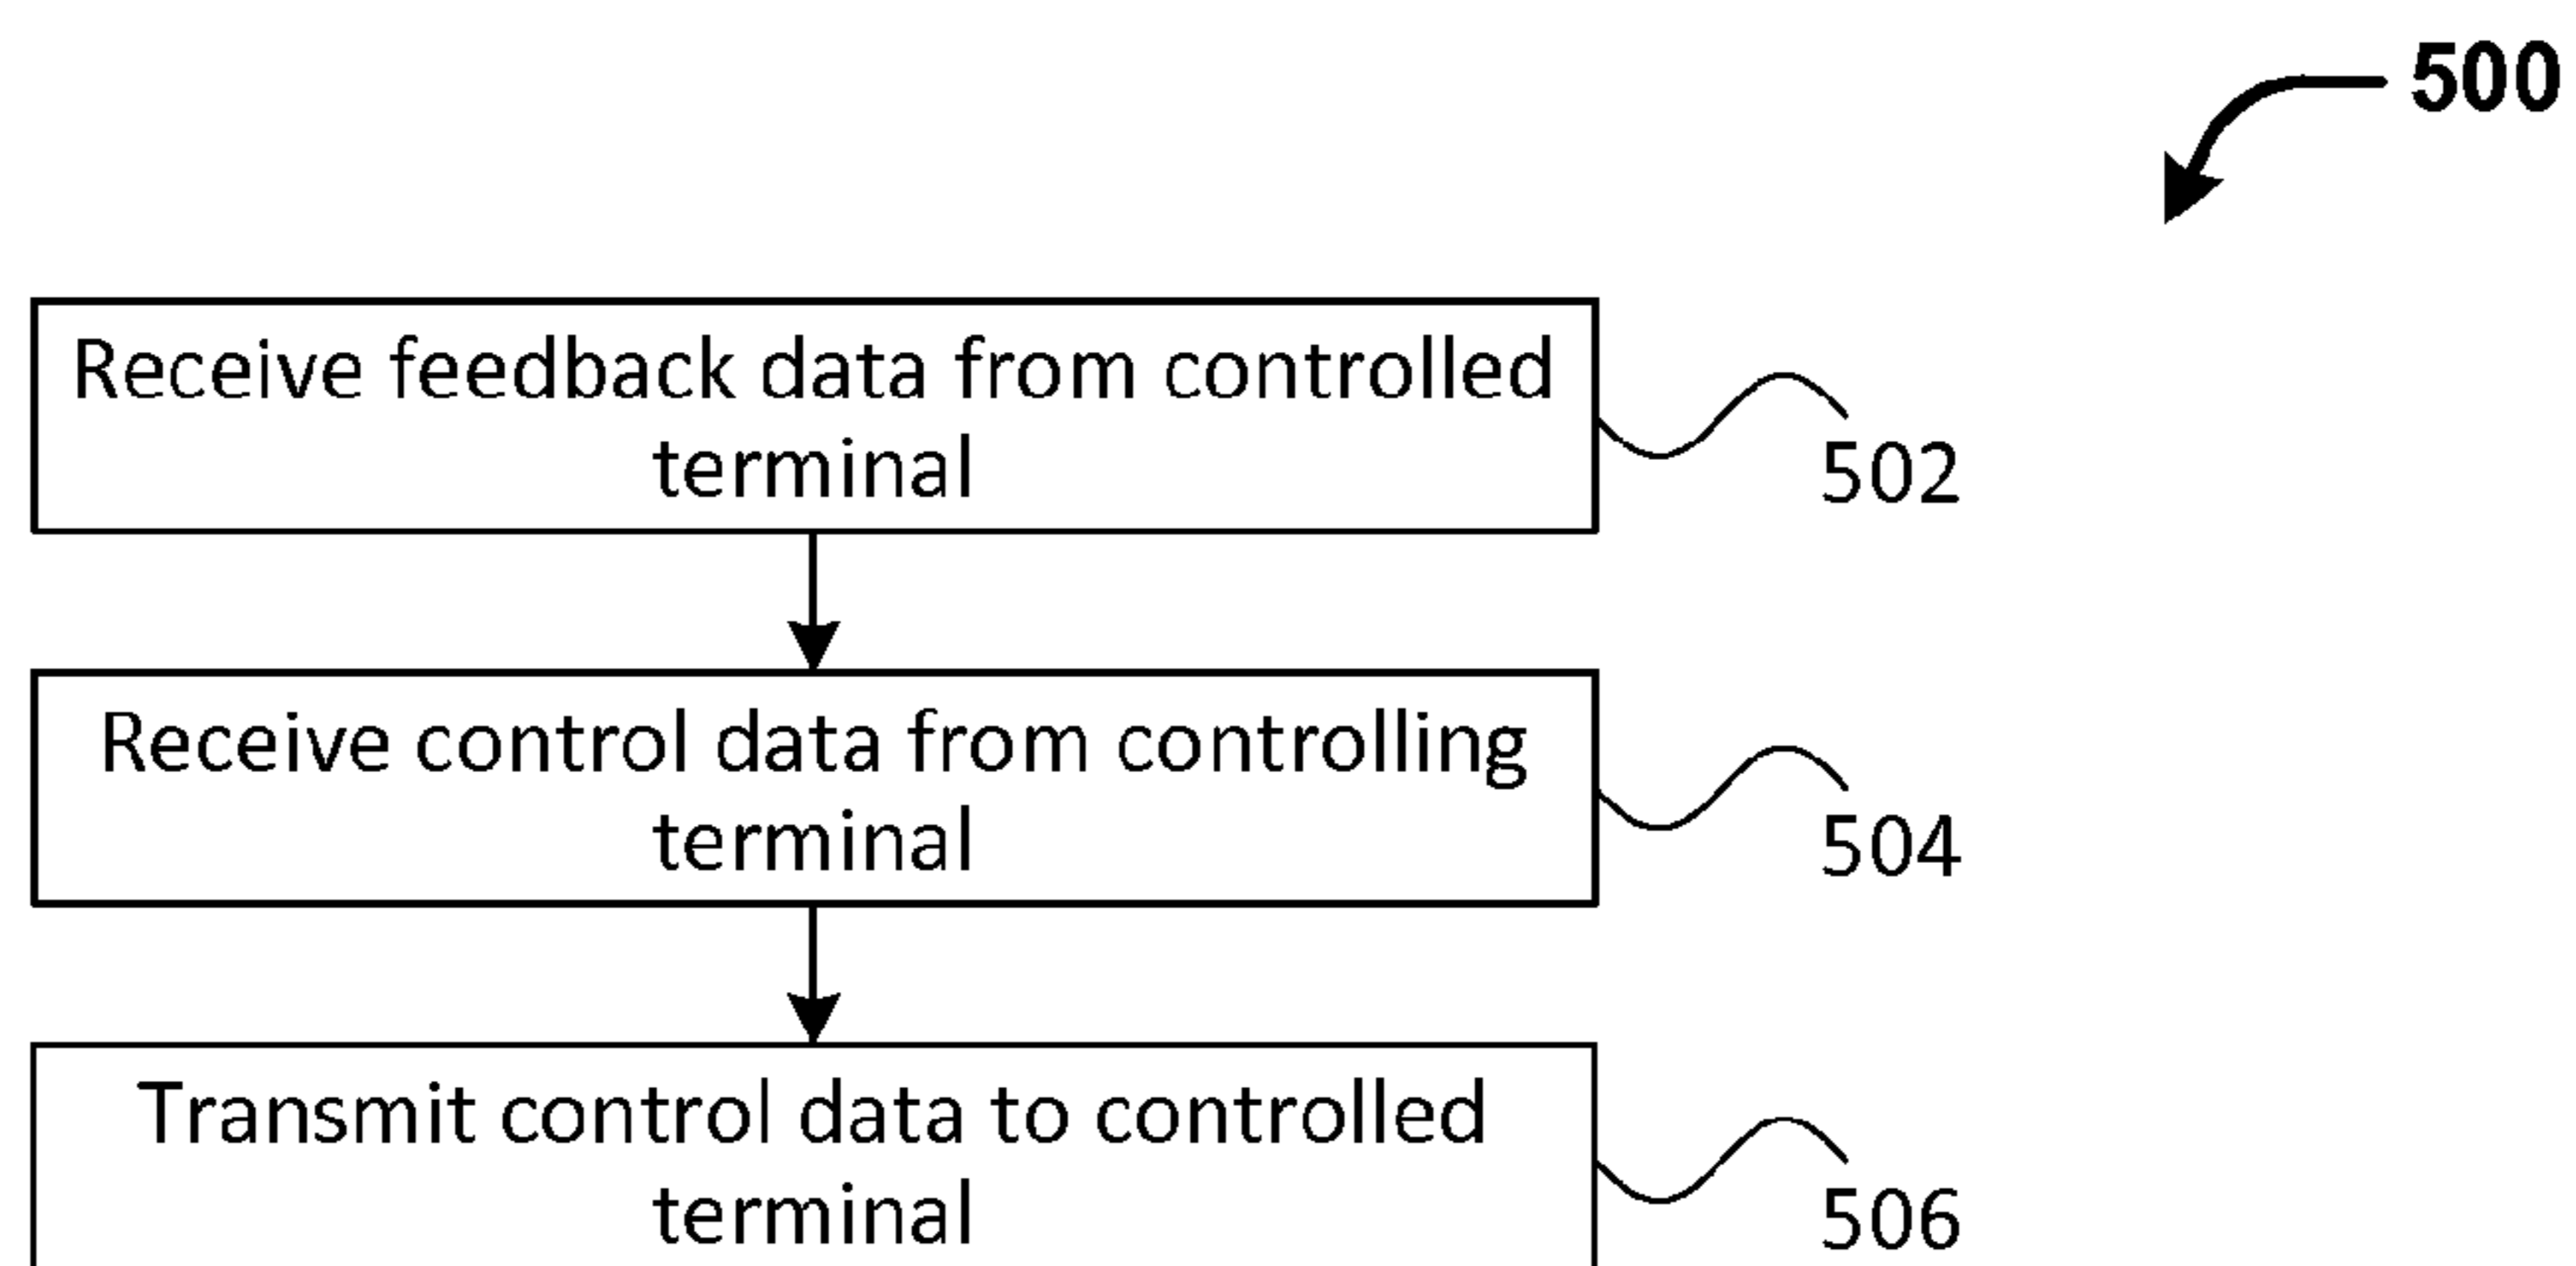 500
Receive feedback data from controlled
terminal
502
Receive control data from controlling
terminal
504
Transmit control data to controlled
terminal
506